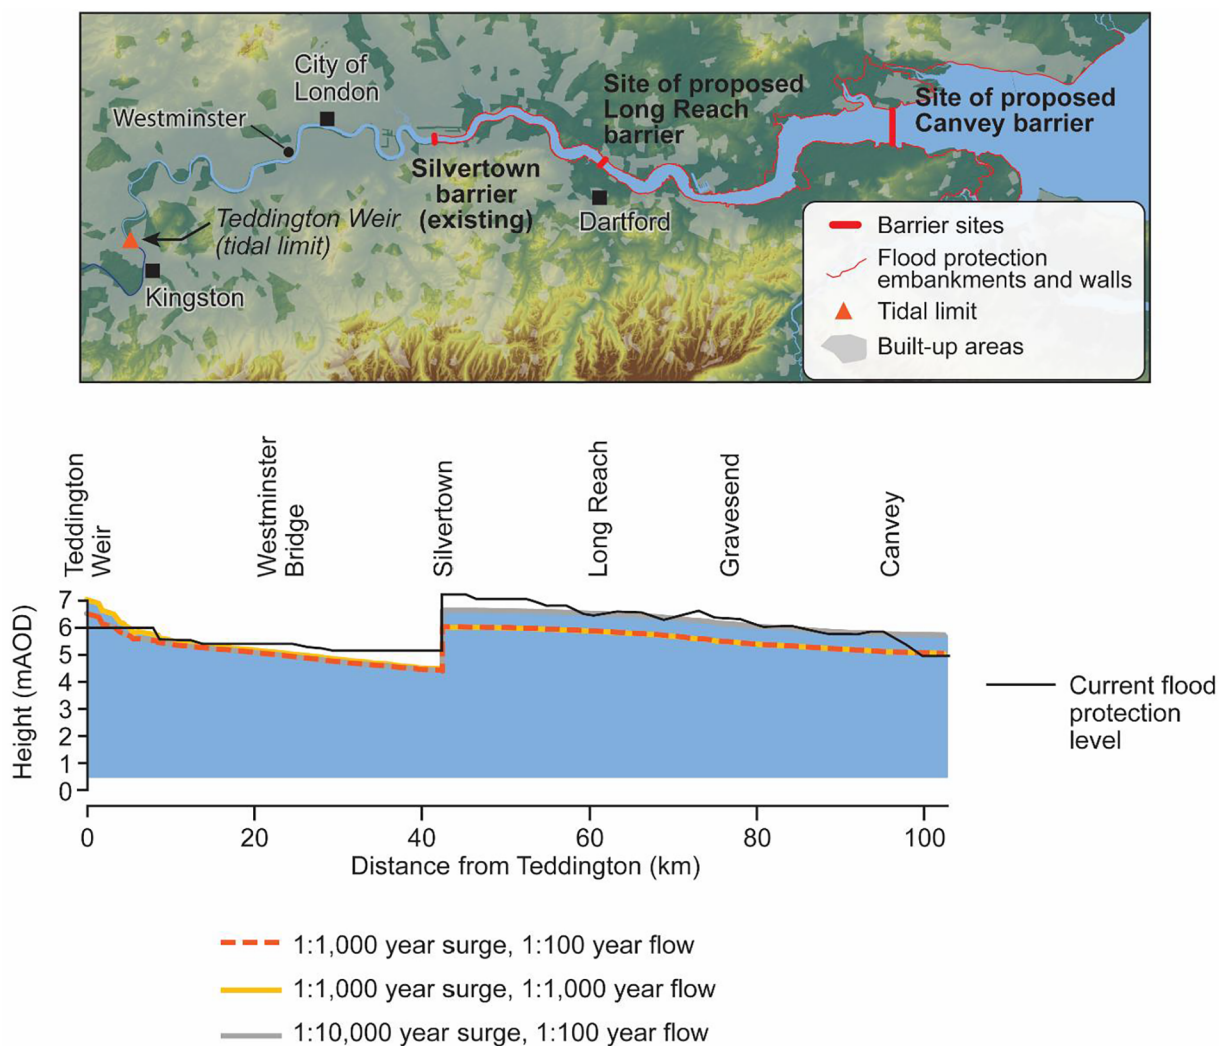 City of
London
Westminster
Site of proposed
Long Reach
barrier
Site of proposed
Canvey barrier
Silvertown
barrier
(existing)
Dartford
Teddington Weir
(tidal limit)
Kingston
Barrier sites
Flood protection
embankments and walls
Tidal limit
Built-up areas
Teddington
Weir
Westminster
Bridge
Silvertown
Long Reach
Gravesend
Canvey
Height (mAOD)
7
6
5
4
3
2
1
0
0 20 40 60 80 100
Distance from Teddington (km)
Current flood
protection
level
1:1,000 year surge, 1:100 year flow
1:1,000 year surge, 1:1,000 year flow
1:10,000 year surge, 1:100 year flow